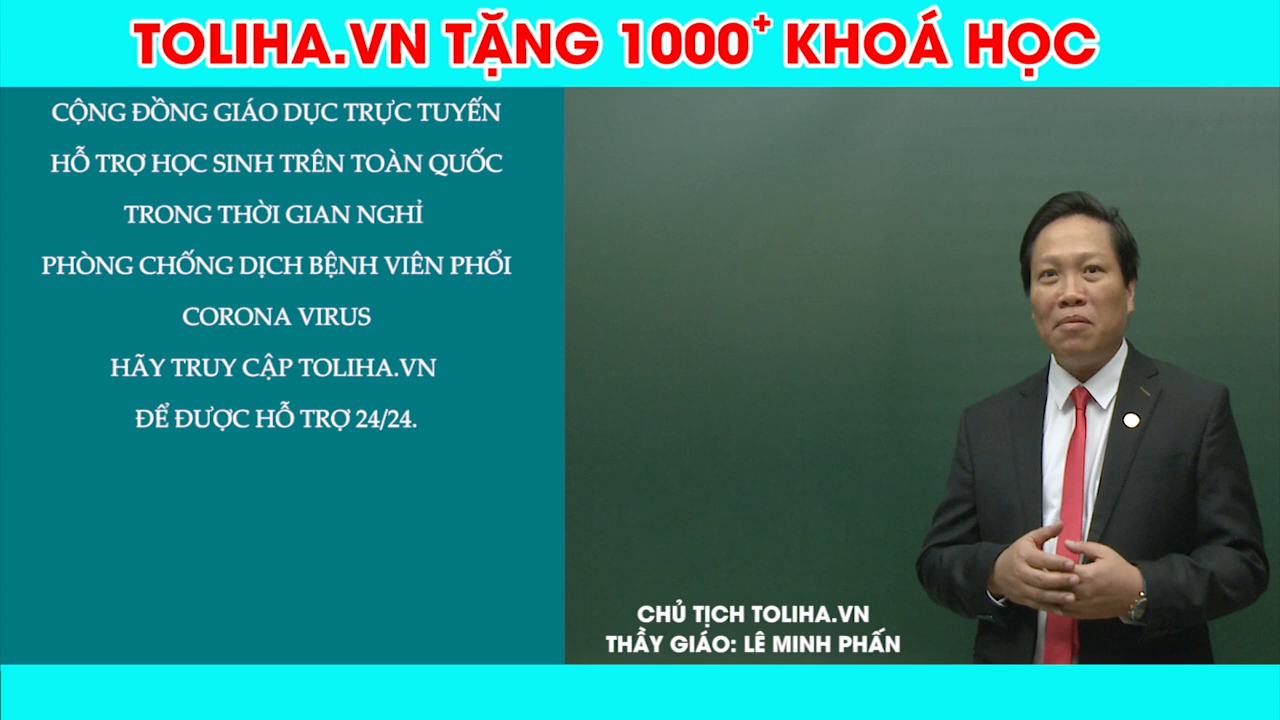 TOLIHA.VN TẶNG 1000+ KHOÁ HỌC
CỘNG ĐỒNG GIÁO DỤC TRỰC TUYẾN
HỖ TRỢ HỌC SINH TRÊN TOÀN QUỐC
TRONG THỜI GIAN NGHỈ
PHÒNG CHỐNG DỊCH BỆNH VIÊN PHỔI
CORONA VIRUS
HÃY TRUY CẬP TOLIHA.VN
ĐỂ ĐƯỢC HỖ TRỢ 24/24.
CHỦ TỊCH TOLIHA.VN
THẦY GIÁO: LÊ MINH PHẤN